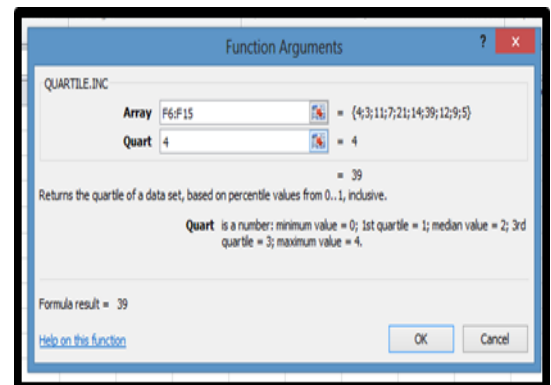 Function Arguments ? x
QUARTILE.INC
Array F6:F15 = {4;3;11;7;21;14;39;12;9;5}
Quart 4 = 4
= 39
Returns the quartile of a data set, based on percentile values from 0..1, inclusive.
Quart is a number: minimum value = 0; 1st quartile = 1; median value = 2; 3rd
quartile = 3; maximum value = 4.
Formula result = 39
Help on this function OK Cancel